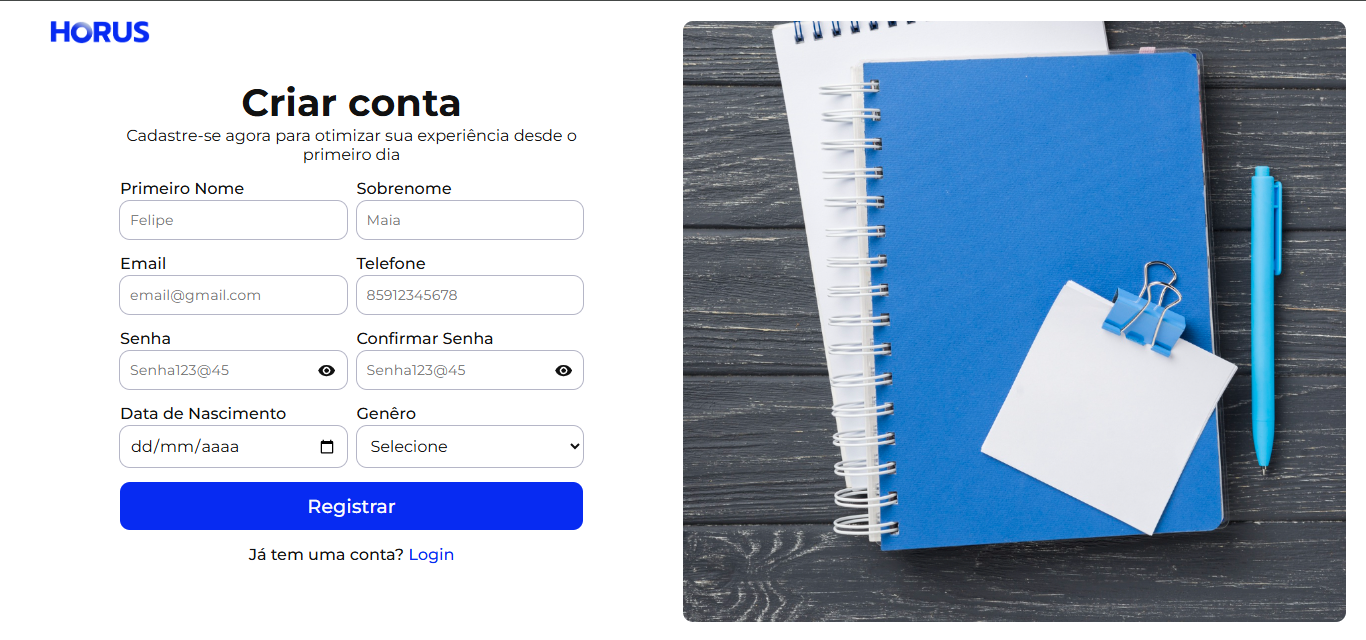 HORUS
Criar conta
Cadastre-se agora para otimizar sua experiência desde o
primeiro dia
Primeiro Nome
Sobrenome
Felipe
Maia
Email
Telefone
email@gmail.com
85912345678
Senha
Confirmar Senha
Senha123@45
Senha123@45
Data de Nascimento
Genêro
dd/mm/aaaa
Selecione
Registrar
Já tem uma conta? Login